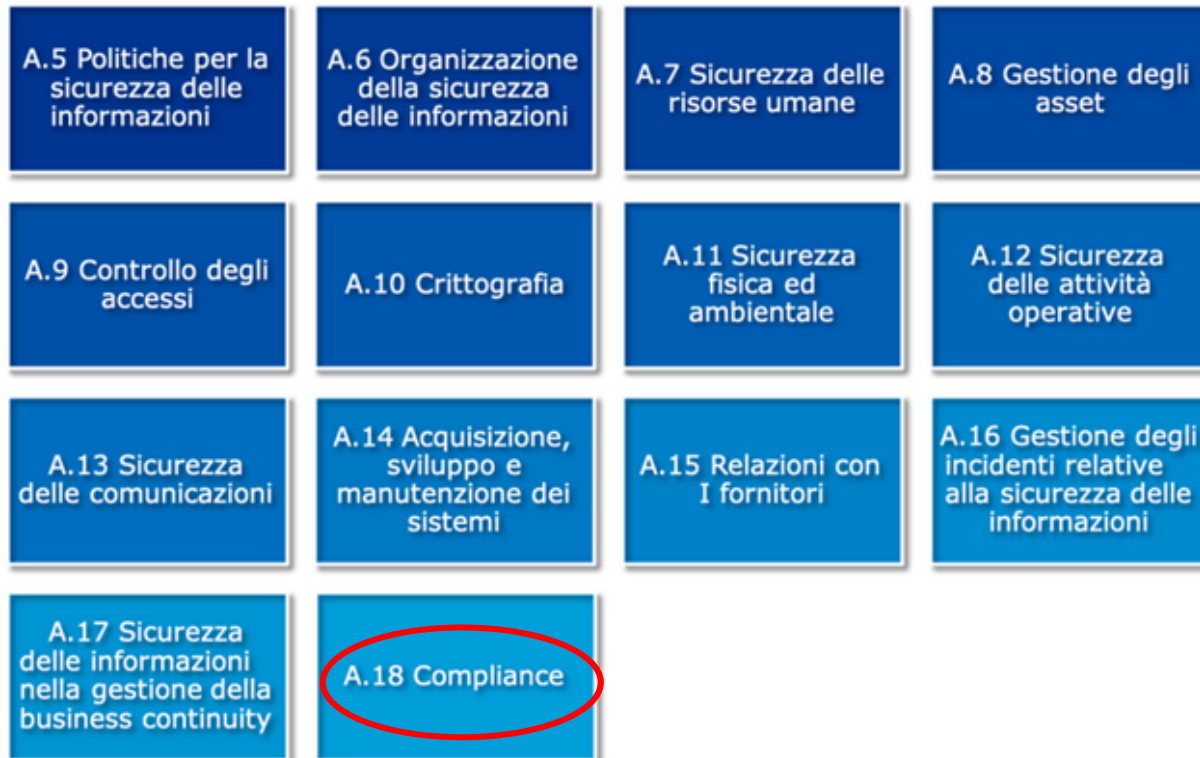 A.5 Politiche per la
sicurezza delle
informazioni
A.6 Organizzazione
della sicurezza
delle informazioni
A.7 Sicurezza delle
risorse umane
A.8 Gestione degli
asset
A.9 Controllo degli
accessi
A.10 Crittografia
A.11 Sicurezza
fisica ed
ambientale
A.12 Sicurezza
delle attività
operative
A.13 Sicurezza
delle comunicazioni
A.14 Acquisizione,
sviluppo e
manutenzione dei
sistemi
A.15 Relazioni con
I fornitori
A.16 Gestione degli
incidenti relative
alla sicurezza delle
informazioni
A.17 Sicurezza
delle informazioni
nella gestione della
business continuity
A.18 Compliance